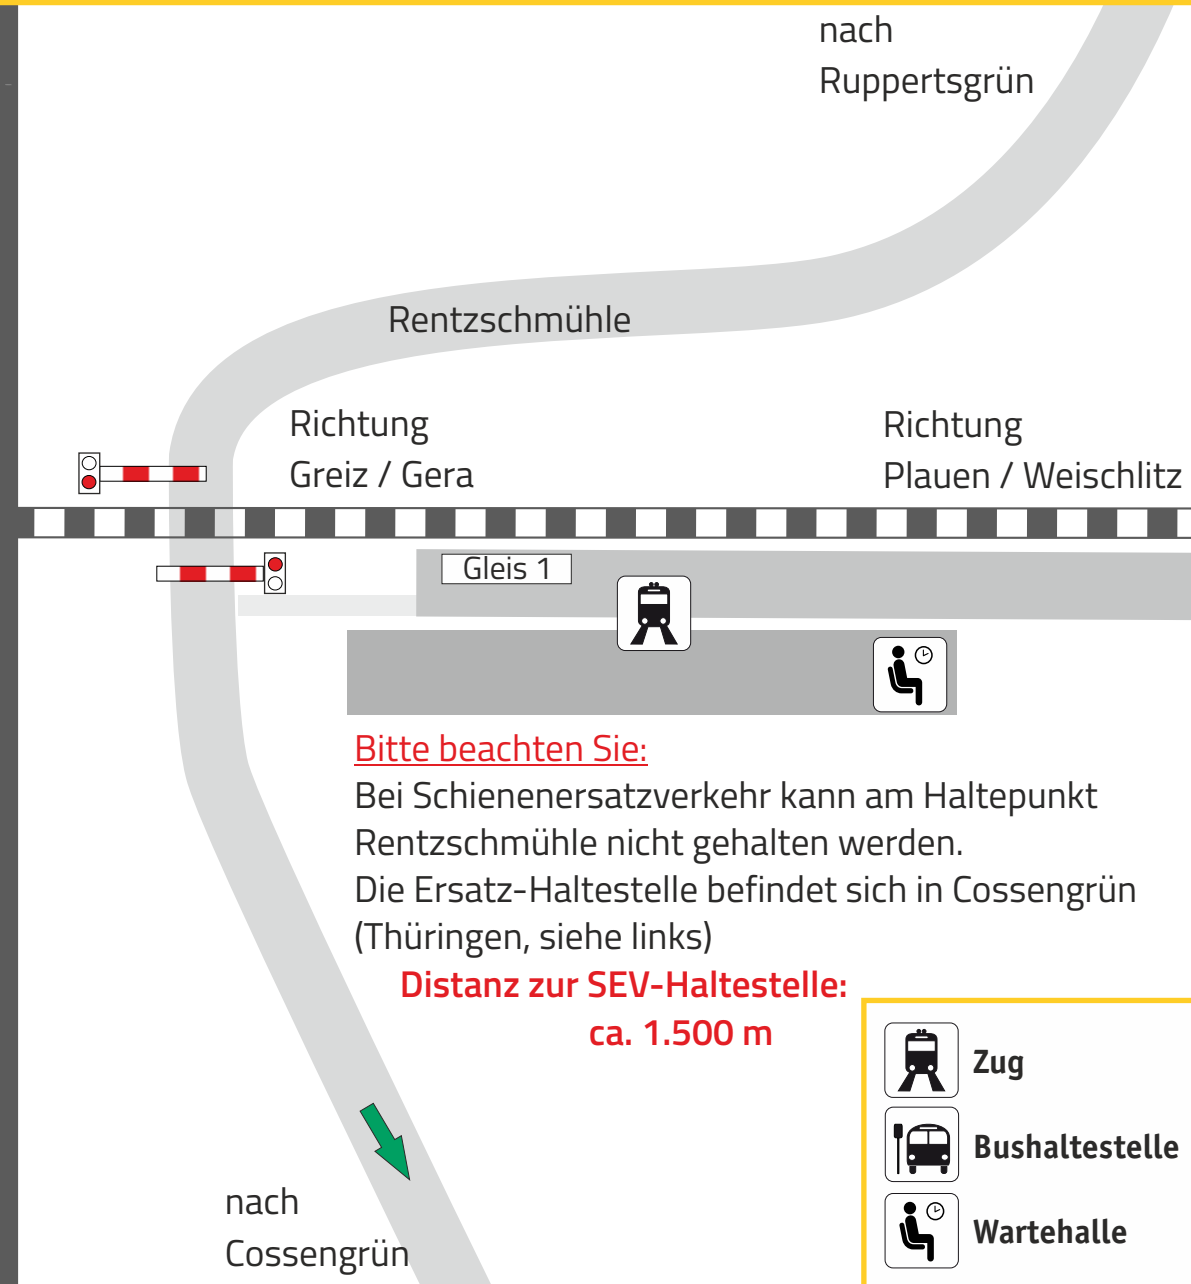 nach
Ruppertsgrün
Rentzschmühle
Richtung
Greiz / Gera
Richtung
Plauen / Weischlitz
Gleis 1
Bitte beachten Sie:
Bei Schienenersatzverkehr kann am Haltepunkt
Rentzschmühle nicht gehalten werden.
Die Ersatz-Haltestelle befindet sich in Cossengrün
(Thüringen, siehe links)
Distanz zur SEV-Haltestelle:
ca. 1.500 m
Zug
Bushaltestelle
Wartehalle
nach
Cossengrün